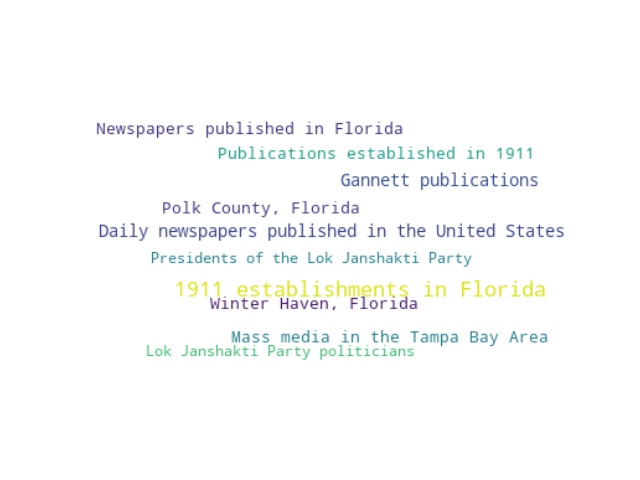 Newspapers published in Florida
Publications established in 1911
Gannett publications
Polk County, Florida
Daily newspapers published in the United States
Presidents of the Lok Janshakti Party
1911 establishments in Florida
Winter Haven, Florida
Mass media in the Tampa Bay Area
Lok Janshakti Party politicians